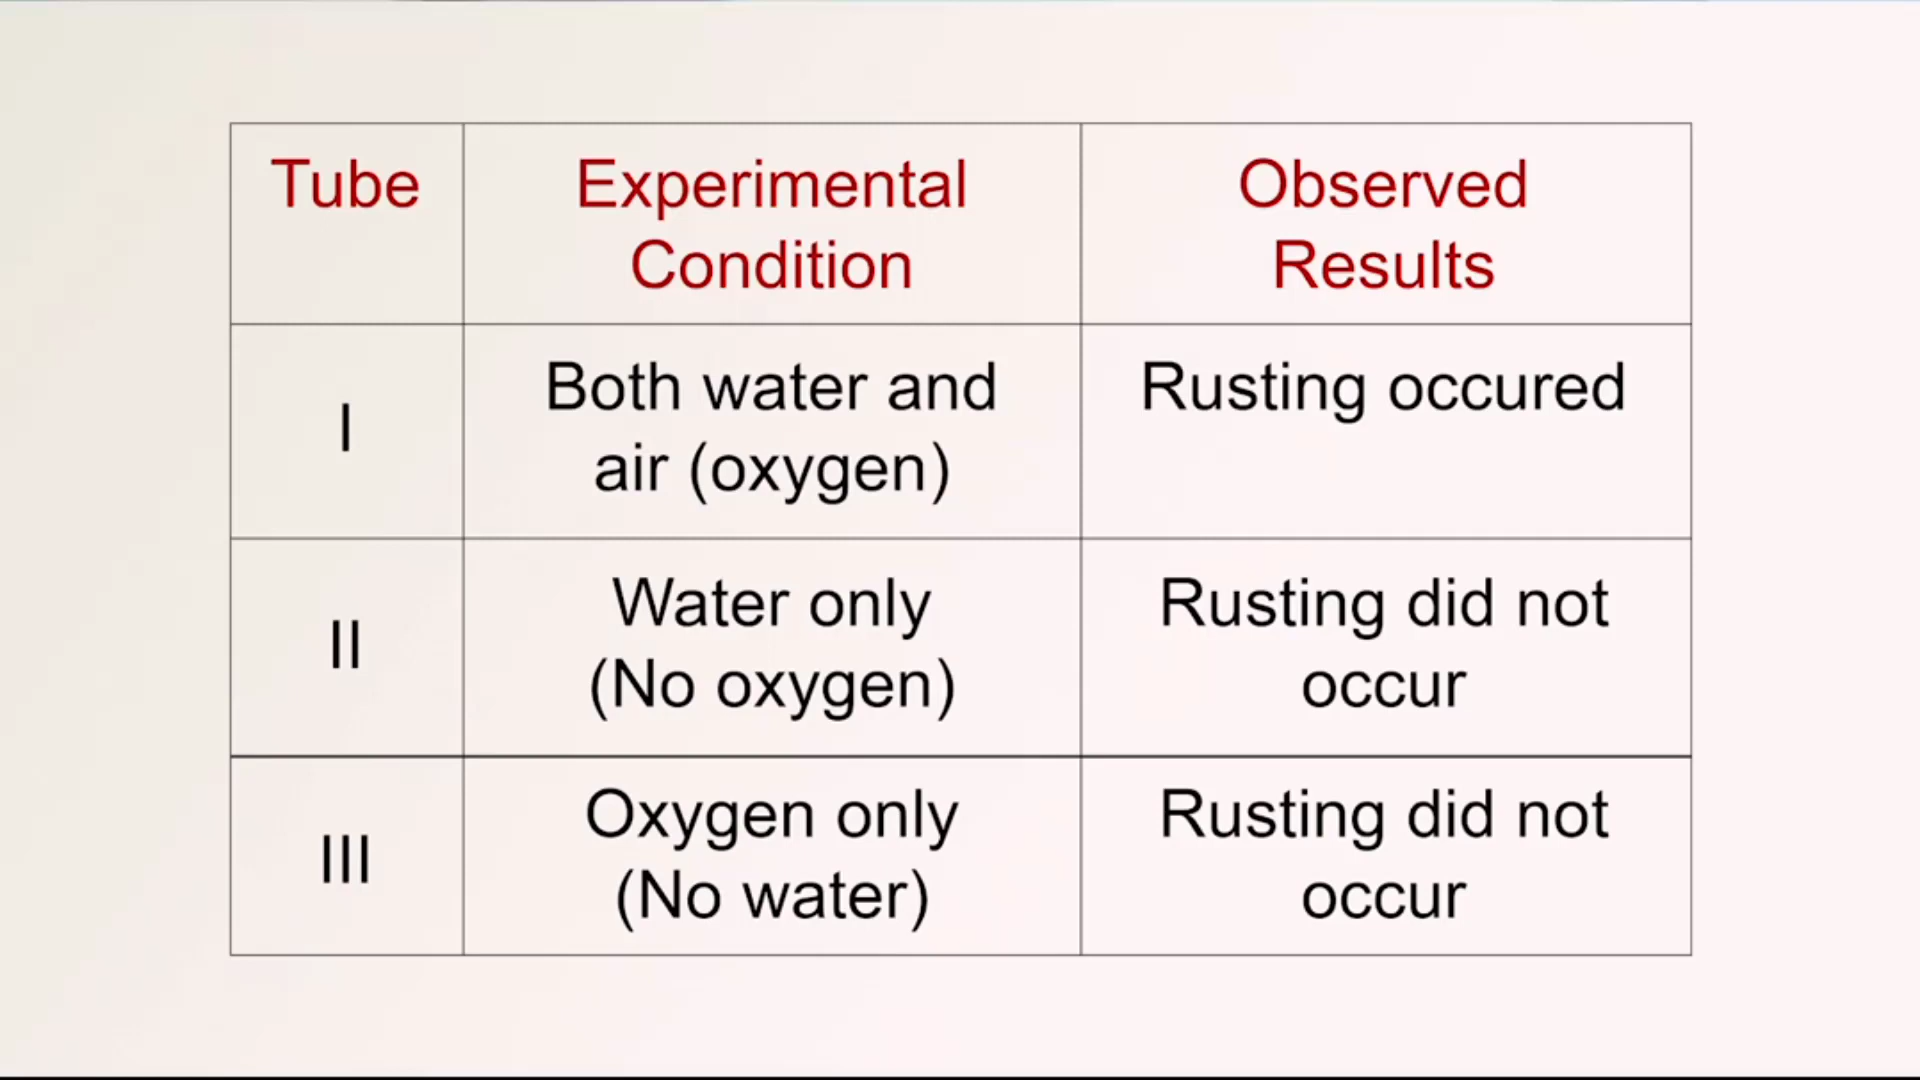 Tube
Experimental
Condition
Observed
Results
I
Both water and
air (oxygen)
Rusting occured
II
Water only
(No oxygen)
Rusting did not
occur
III
Oxygen only
(No water)
Rusting did not
occur